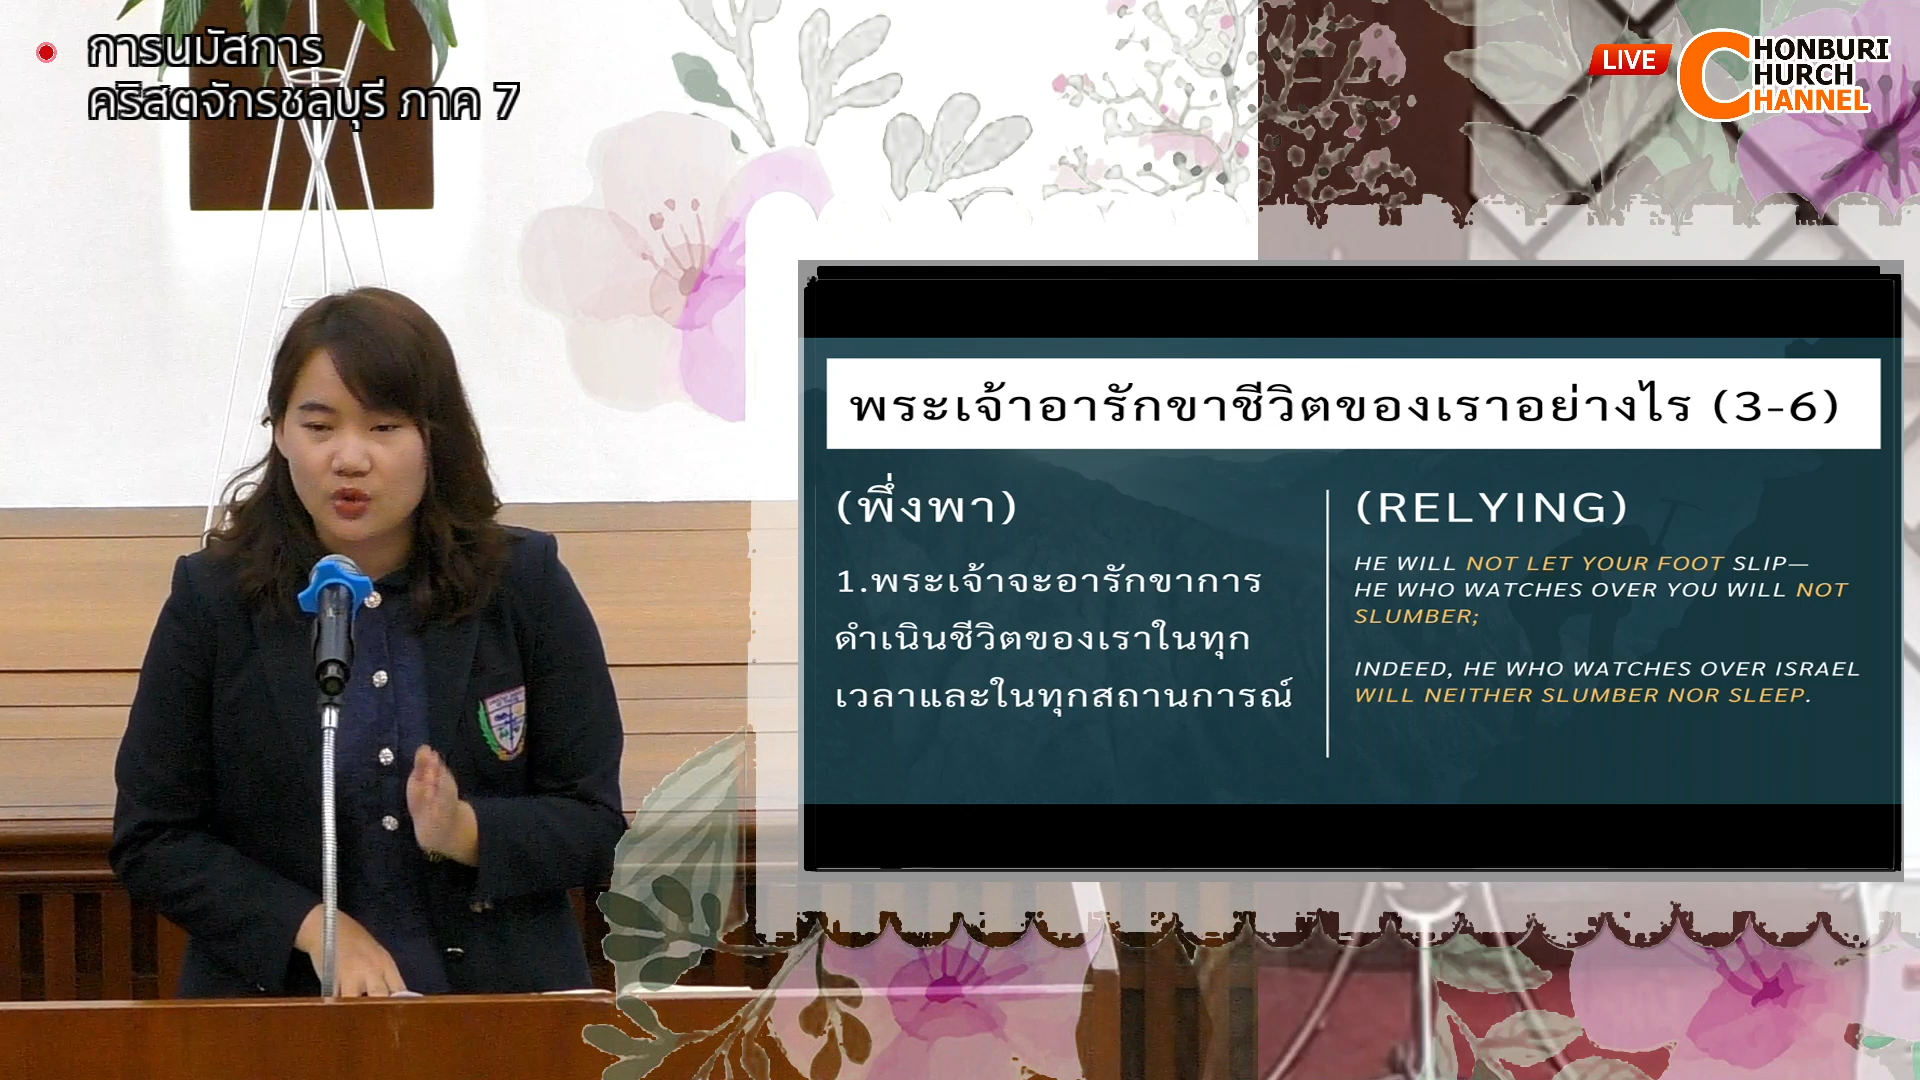 การนมัสการ
คริสตจักรชลบุรี ภาค 7
LIVE
CHONBURI
CHURCH
CHANNEL
พระเจ้าอารักขาชีวิตของเราอย่างไร (3-6)
(พึ่งพา)
1.พระเจ้าจะอารักขาการ
ดำเนินชีวิตของเราในทุก
เวลาและในทุกสถานการณ์
(RELYING)
HE WILL NOT LET YOUR FOOT SLIP—
HE WHO WATCHES OVER YOU WILL NOT
SLUMBER;
INDEED, HE WHO WATCHES OVER ISRAEL
WILL NEITHER SLUMBER NOR SLEEP.